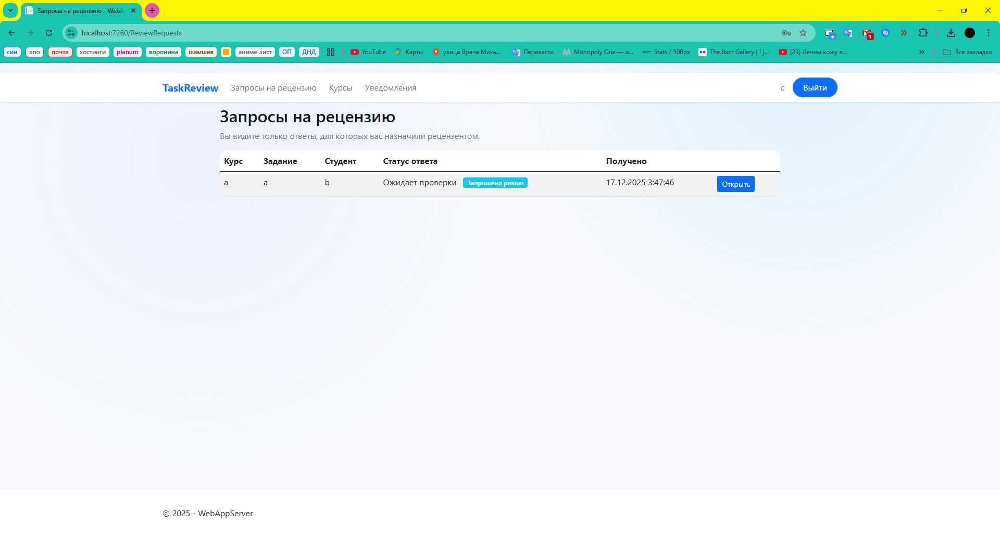 Запросы на рецензию - WebA
localhost:7260/ReviewRequests
1
сии кпо почта хостинги planum воронина шамшев аниме лист ОП ДНД YouTube Карты улица Врача Миха... Перевести Monopoly One — и... Stats / 500px The Ikon Gallery | I j... (23) Лечим кожу в... Все закладки
TaskReview Запросы на рецензию Курсы Уведомления c Выйти
Запросы на рецензию
Вы видите только ответы, для которых вас назначили рецензентом.
Курс Задание Студент Статус ответа Получено
a a b Ожидает проверки Запрошено ревью 17.12.2025 3:47:46 Открыть
© 2025 - WebAppServer